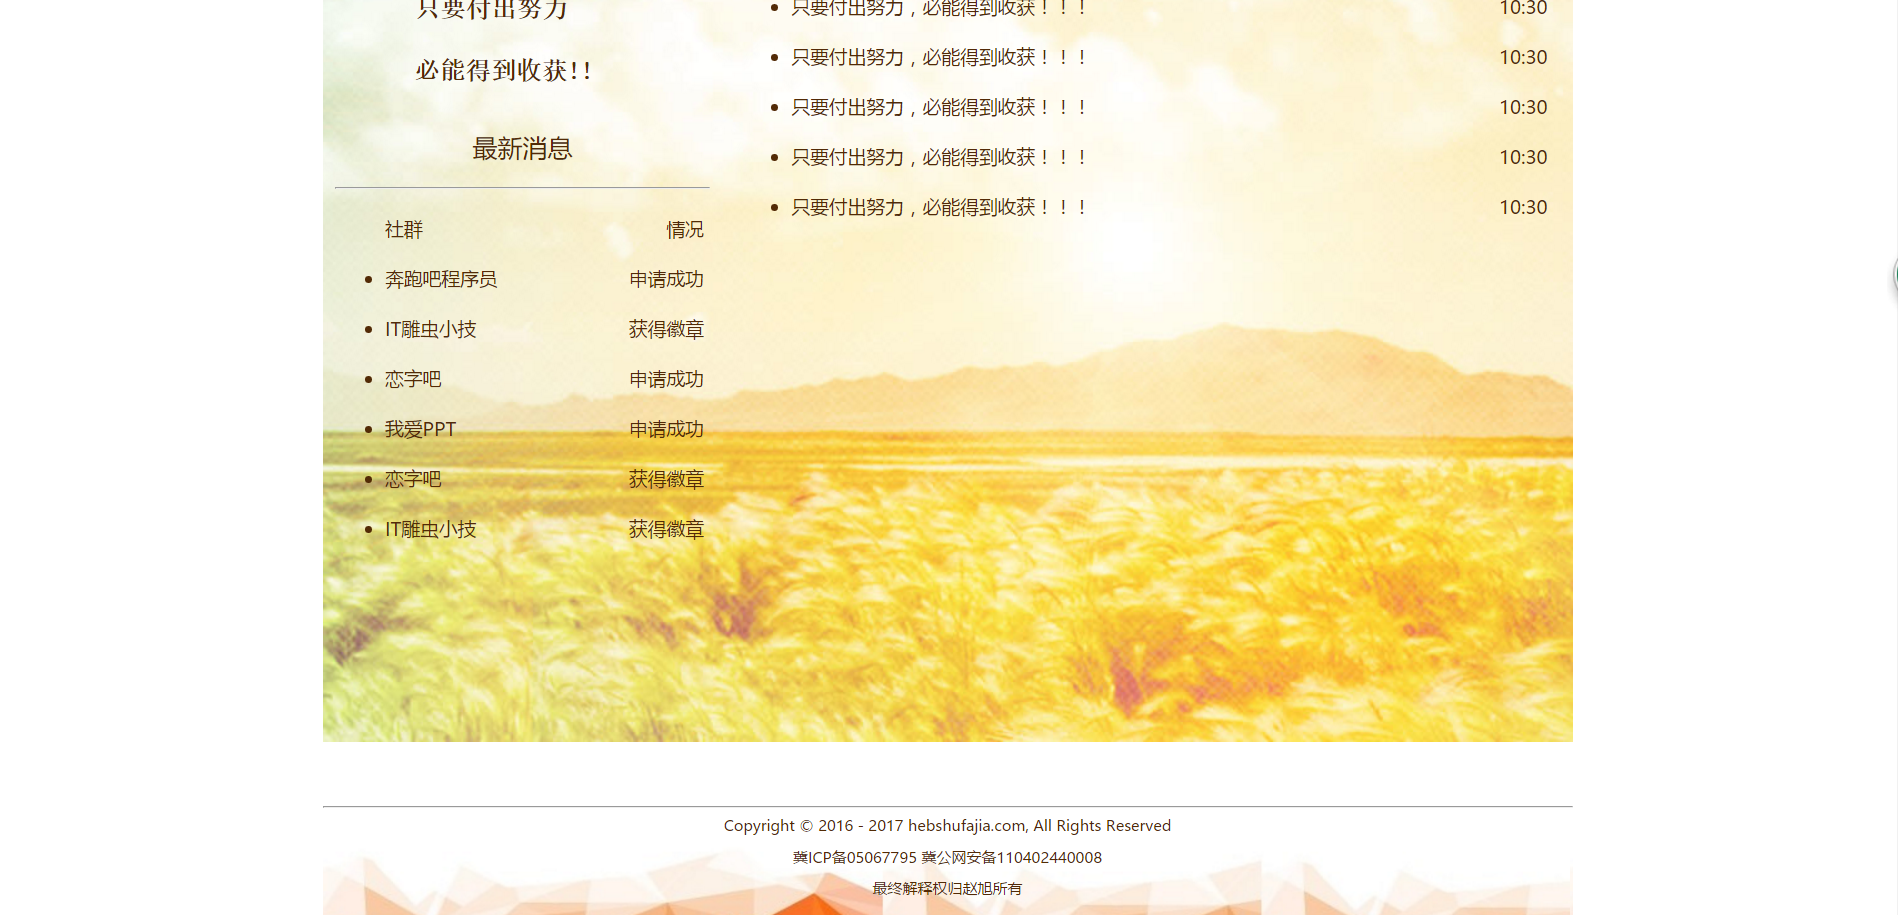 只要付出努力
必能得到收获!!
最新消息
社群 情况
奔跑吧程序员 申请成功
IT雕虫小技 获得徽章
恋字吧 申请成功
我爱PPT 申请成功
恋字吧 获得徽章
IT雕虫小技 获得徽章
只要付出努力，必能得到收获！！！ 10:30
只要付出努力，必能得到收获！！！ 10:30
只要付出努力，必能得到收获！！！ 10:30
只要付出努力，必能得到收获！！！ 10:30
只要付出努力，必能得到收获！！！ 10:30
Copyright © 2016 - 2017 hebshufajia.com, All Rights Reserved
冀ICP备05067795 冀公网安备110402440008
最终解释权归赵旭所有